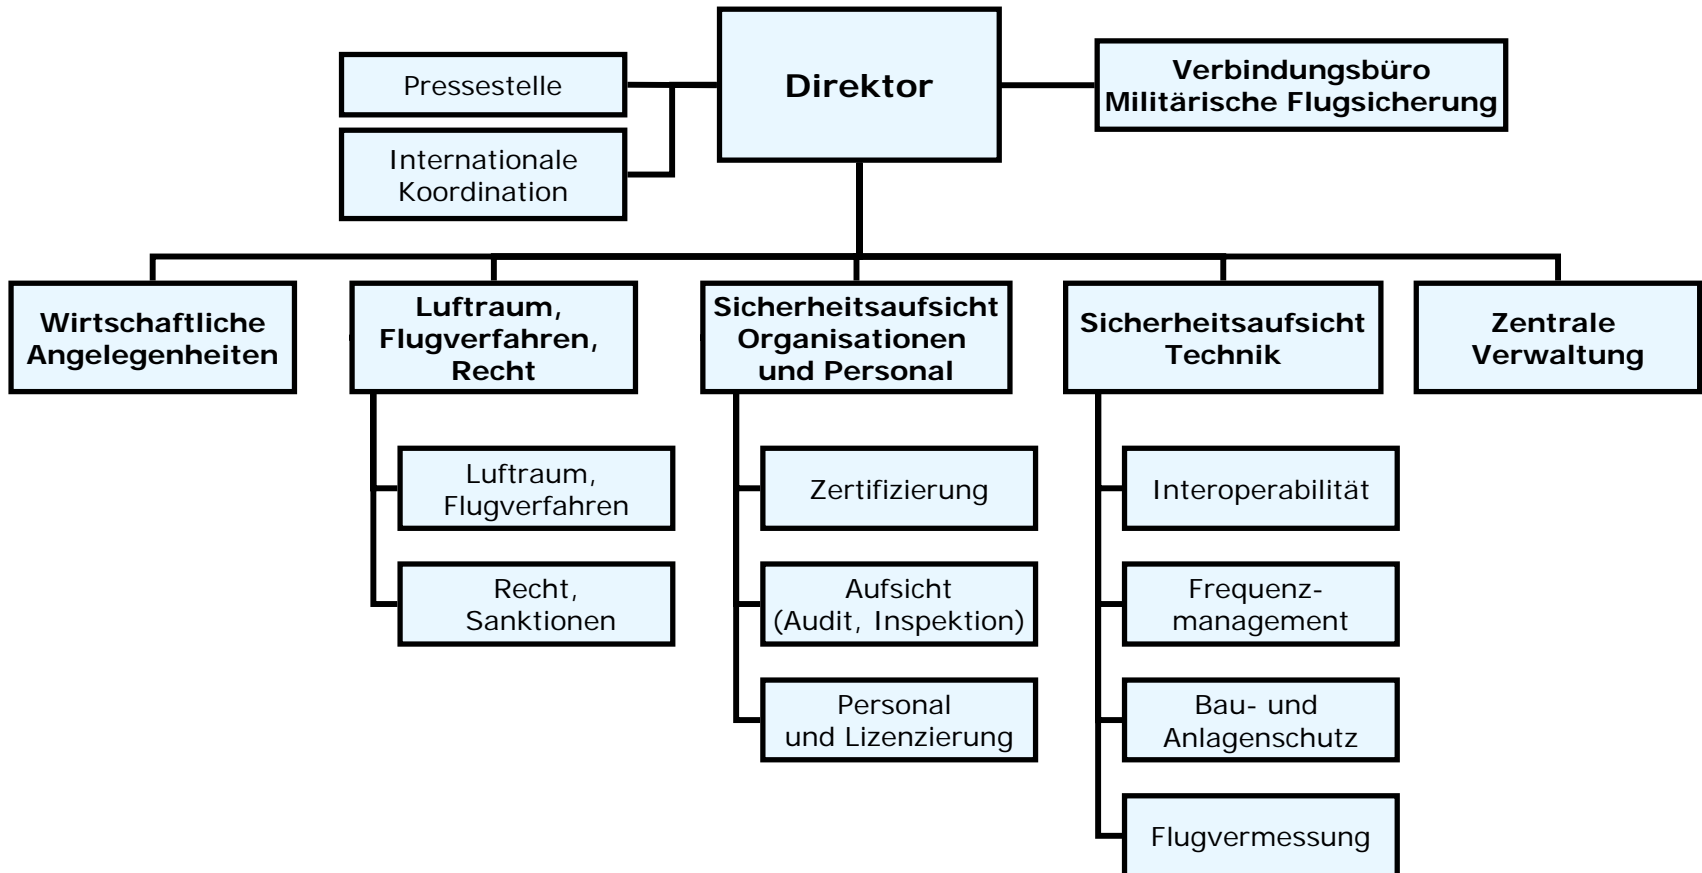 Direktor
Pressestelle
Internationale
Koordination
Verbindungsbüro
Militärische Flugsicherung
Wirtschaftliche
Angelegenheiten
Luftraum,
Flugverfahren,
Recht
Sicherheitsaufsicht
Organisationen
und Personal
Sicherheitsaufsicht
Technik
Zentrale
Verwaltung
Luftraum,
Flugverfahren
Recht,
Sanktionen
Zertifizierung
Aufsicht
(Audit, Inspektion)
Personal
und Lizenzierung
Interoperabilität
Frequenz-
management
Bau- und
Anlagenschutz
Flugvermessung